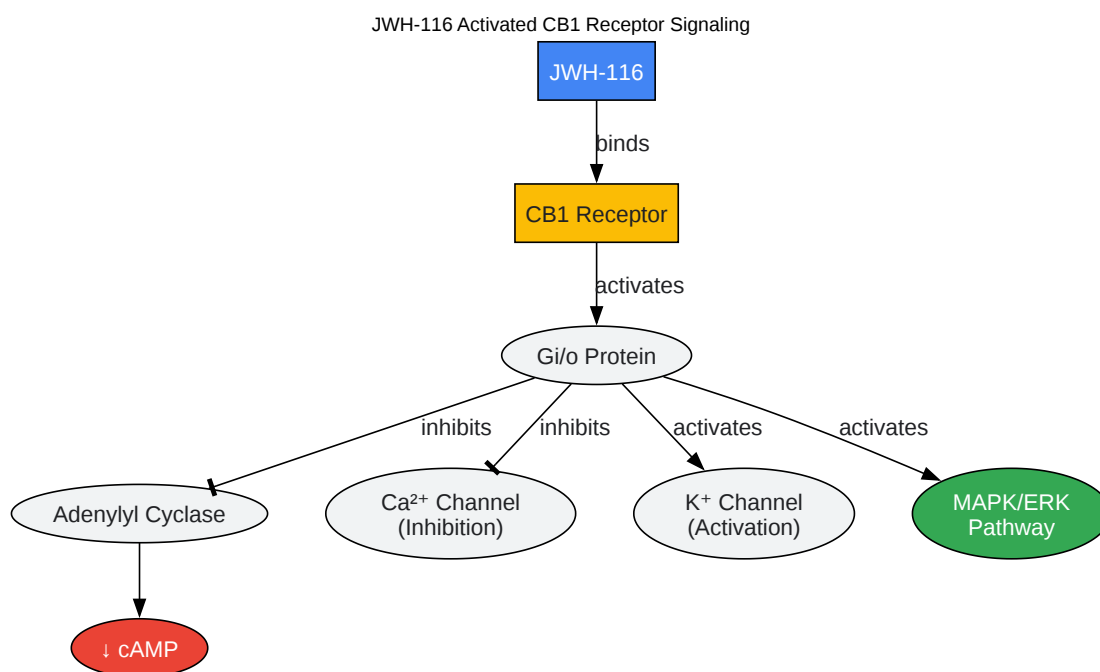 JWH-116 Activated CB1 Receptor Signaling
JWH-116
binds
CB1 Receptor
activates
Gi/o Protein
inhibits
inhibits
activates
activates
Adenylyl Cyclase
Ca²⁺ Channel
(Inhibition)
K⁺ Channel
(Activation)
MAPK/ERK
Pathway
↓ cAMP